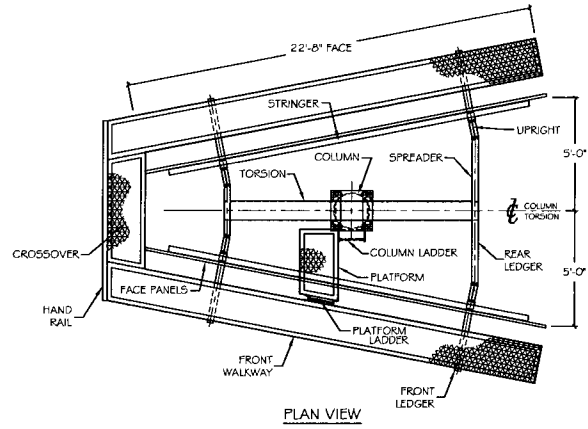 22'-8" FACE
STRINGER
UPRIGHT
COLUMN
SPREADER
TORSION
5'-0"
℄ COLUMN
TORSION
CROSSOVER
COLUMN LADDER
REAR
LEDGER
PLATFORM
5'-0"
FACE PANELS
HAND
RAIL
PLATFORM
LADDER
FRONT
WALKWAY
FRONT
LEDGER
PLAN VIEW